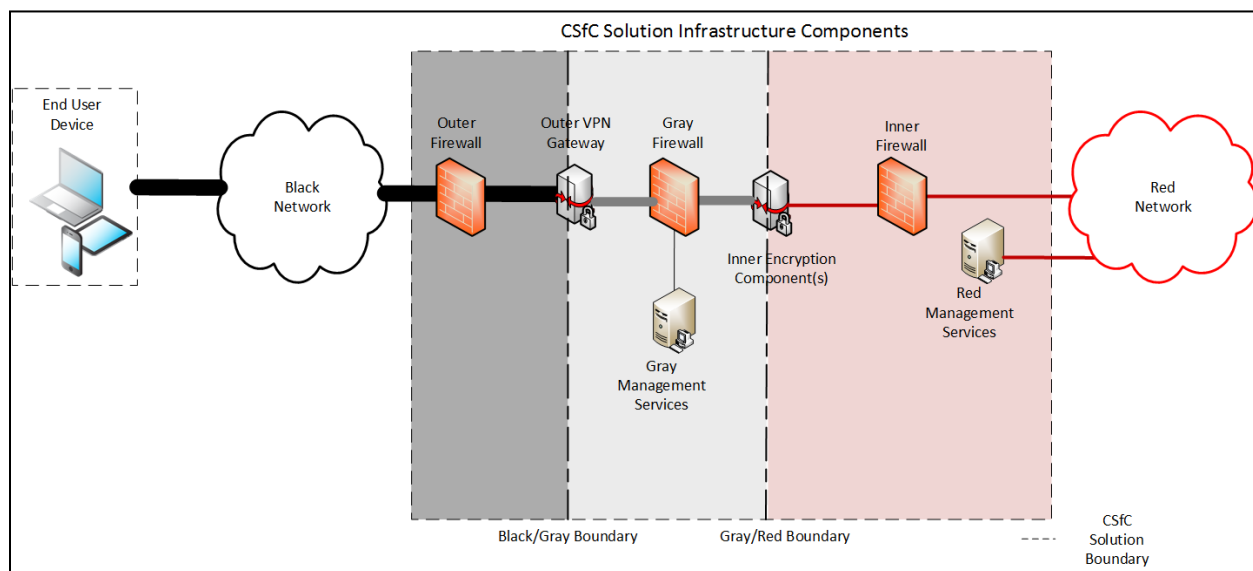 CSfC Solution Infrastructure Components
End User
Device
Black
Network
Outer
Firewall
Outer VPN
Gateway
Gray
Firewall
Inner
Firewall
Red
Network
Inner Encryption
Component(s)
Gray
Management
Services
Red
Management
Services
Black/Gray Boundary
Gray/Red Boundary
CSfC
Solution
Boundary